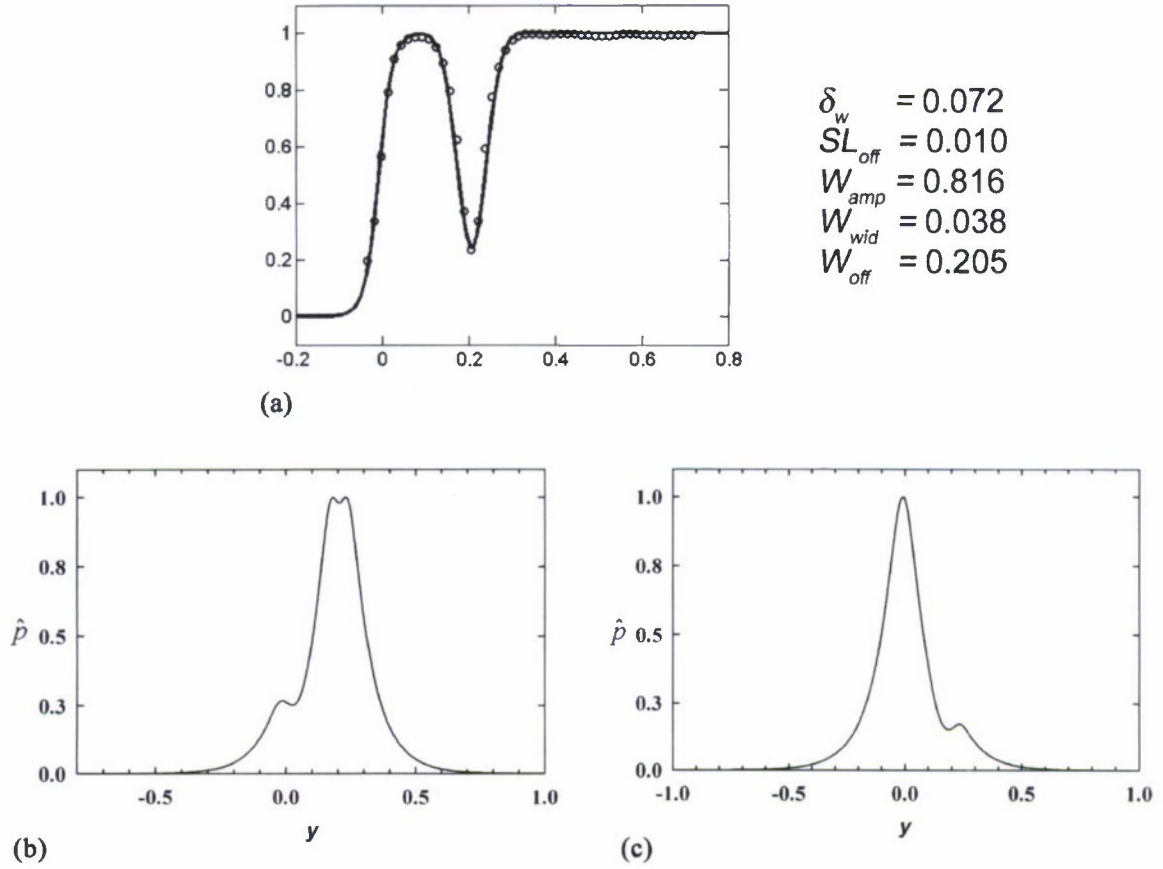 1
0.8
0.6
0.4
0.2
0
-0.2 0 0.2 0.4 0.6 0.8
(a)
δw = 0.072
SLoff = 0.010
Wamp = 0.816
Wwid = 0.038
Woff = 0.205
1.0
0.8
p̂ 0.5
0.3
0.0
-0.5 0.0 0.5 1.0
y
(b)
1.0
0.8
p̂ 0.5
0.3
0.0
-1.0 -0.5 0.0 0.5 1.0
y
(c)